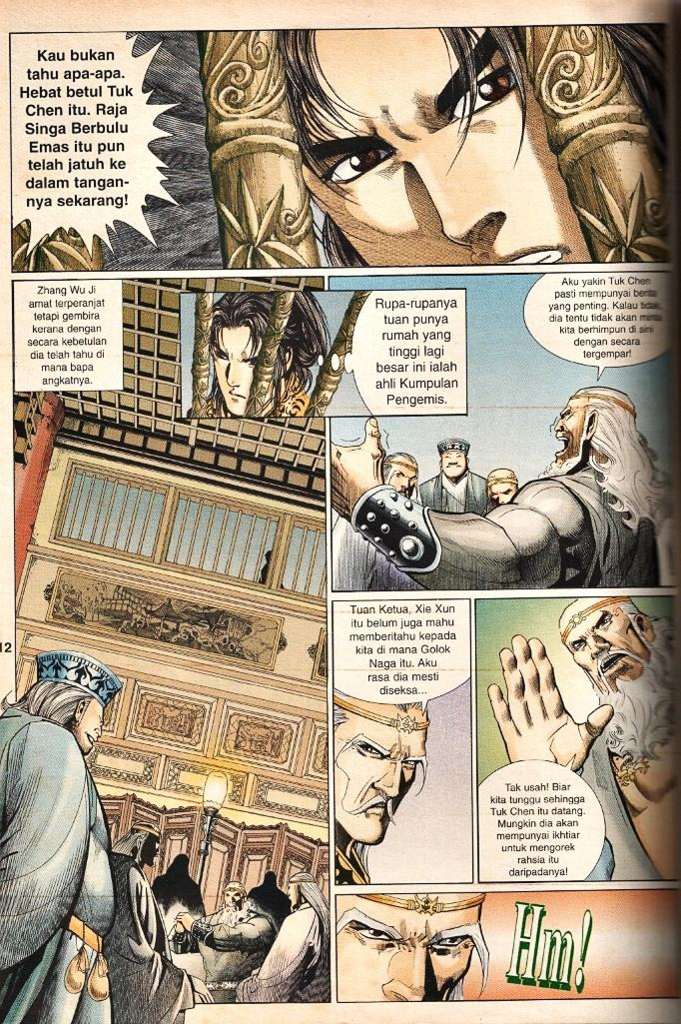 Kau bukan
tahu apa-apa.
Hebat betul Tuk
Chen itu. Raja
Singa Berbulu
Emas itu pun
telah jatuh ke
dalam tangan-
nya sekarang!
Zhang Wu Ji
amat terperanjat
tetapi gembira
kerana dengan
secara kebetulan
dia telah tahu di
mana bapa
angkatnya.
Rupa-rupanya
tuan punya
rumah yang
tinggi lagi
besar ini ialah
ahli Kumpulan
Pengemis.
Aku yakin Tuk Chen
pasti mempunyai berita
yang penting. Kalau tidak,
dia tentu tidak akan minta
kita berhimpun di sini
dengan secara
tergempar!
Tuan Ketua, Xie Xun
itu belum juga mahu
memberitahu kepada
kita di mana Golok
Naga itu. Aku
rasa dia mesti
diseksa...
Tak usah! Biar
kita tunggu sehingga
Tuk Chen itu datang.
Mungkin dia akan
mempunyai ikhtiar
untuk mengorek
rahsia itu
daripadanya!
Hm!
12